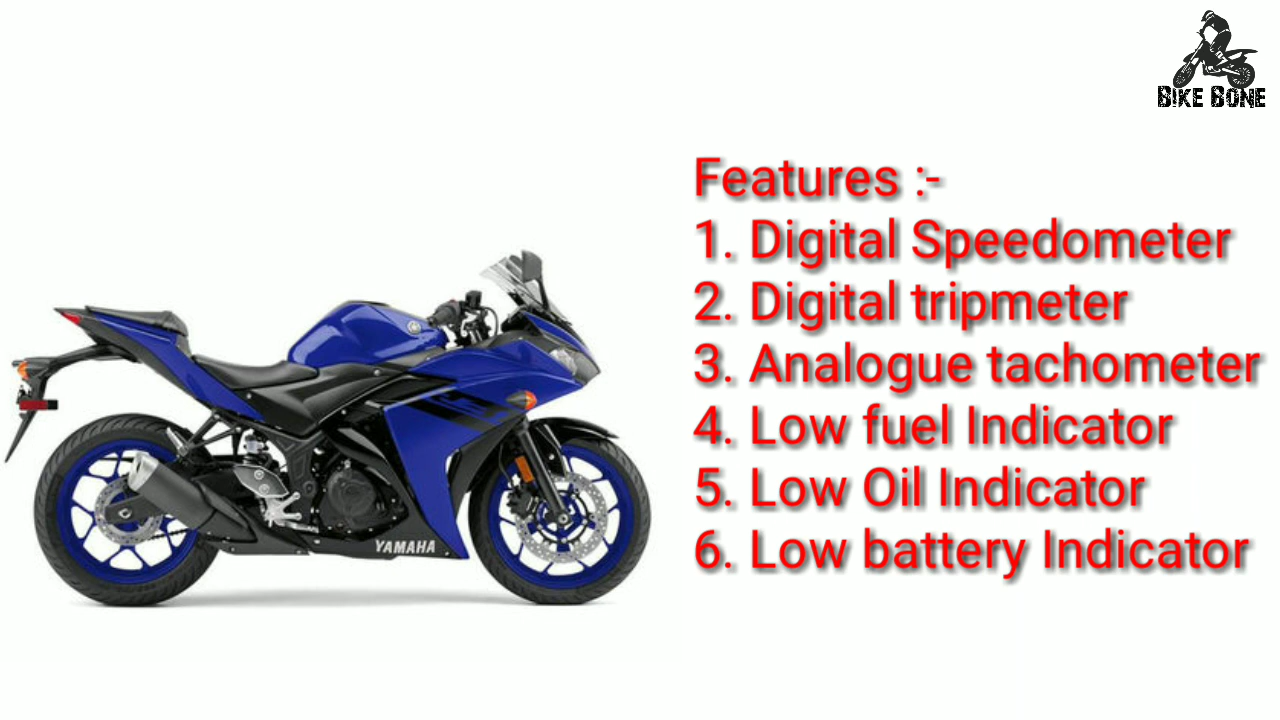 BIKE BONE
Features :-
1. Digital Speedometer
2. Digital tripmeter
3. Analogue tachometer
4. Low fuel Indicator
5. Low Oil Indicator
6. Low battery Indicator
YAMAHA